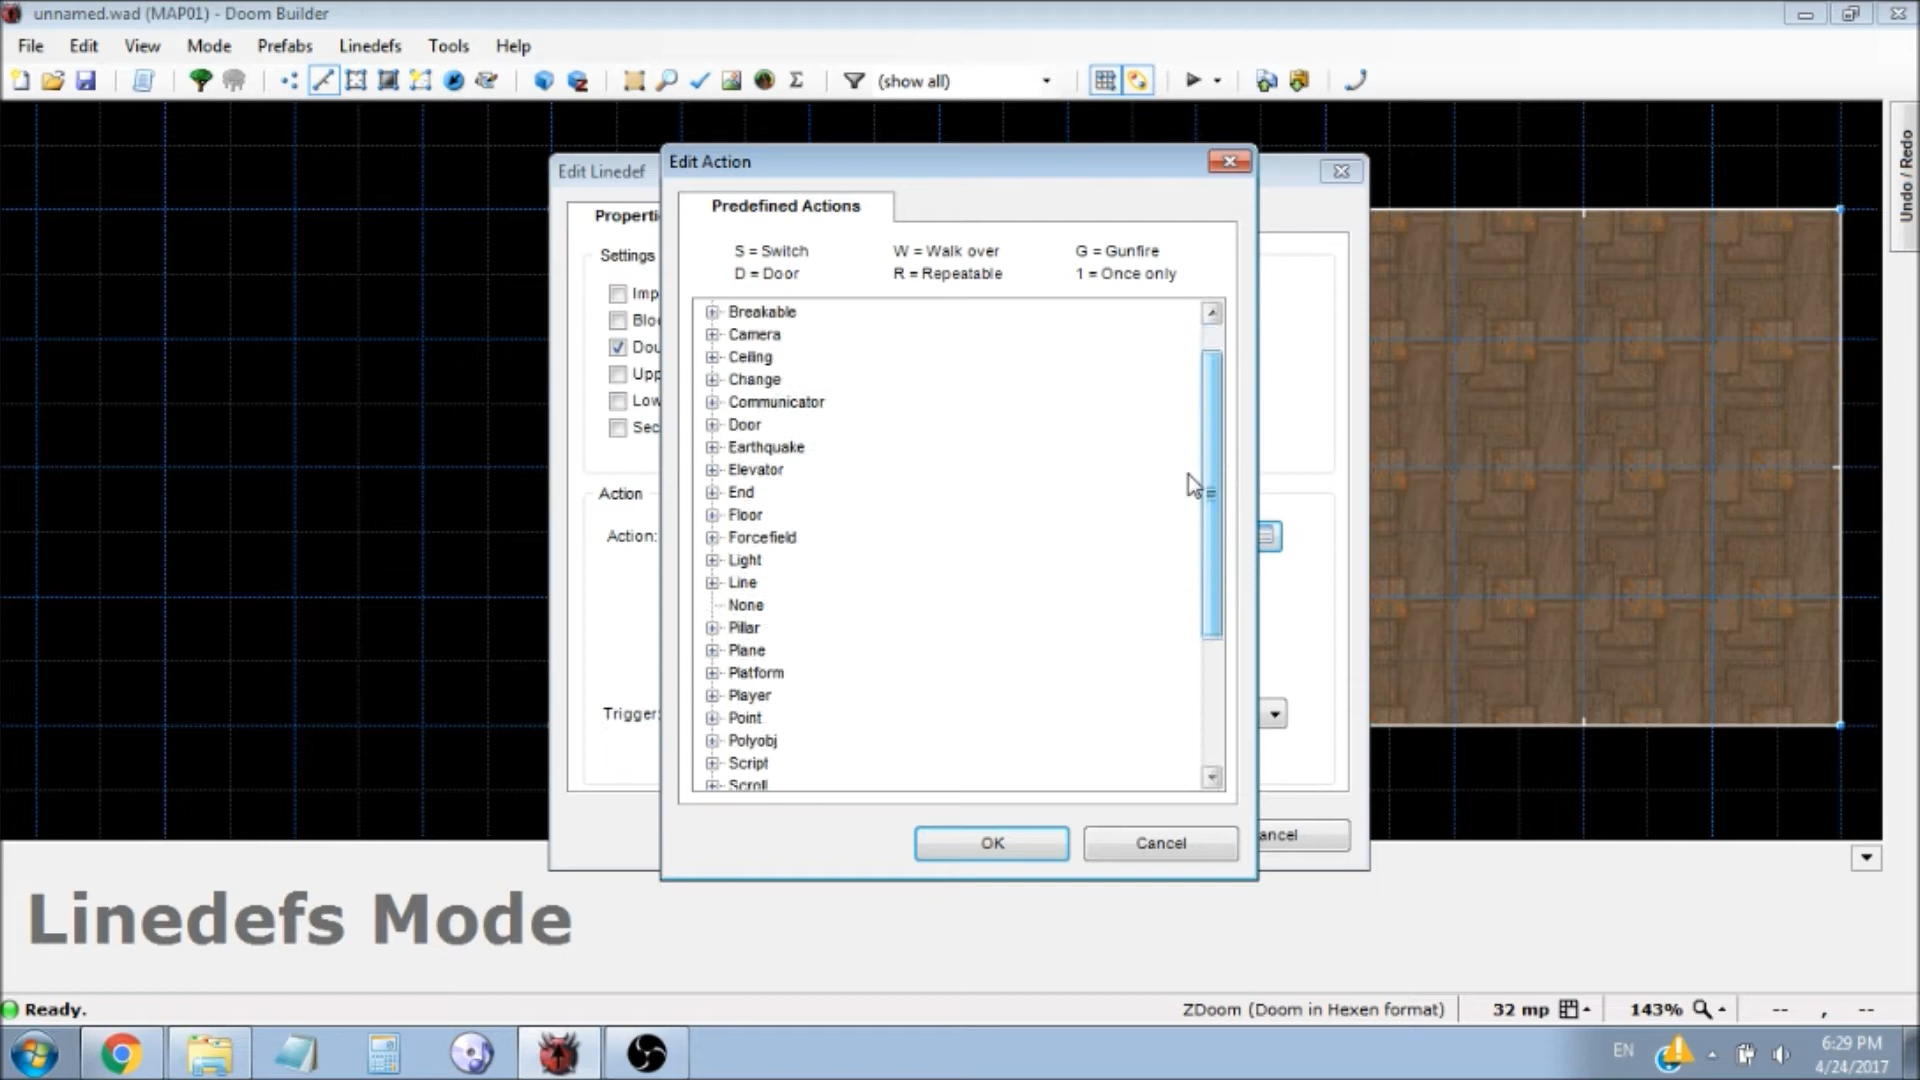 unnamed.wad (MAP01) - Doom Builder
File Edit View Mode Prefabs Linedefs Tools Help
(show all)
Undo / Redo
Edit Linedef
Edit Action
Properti
Predefined Actions
Settings
S = Switch W = Walk over G = Gunfire
D = Door R = Repeatable 1 = Once only
Imp
Blo
Dou
Upp
Low
Sec
Action
Action:
Trigger:
Breakable
Camera
Ceiling
Change
Communicator
Door
Earthquake
Elevator
End
Floor
Forcefield
Light
Line
None
Pillar
Plane
Platform
Player
Point
Polyobj
Script
Scroll
OK Cancel
ancel
Linedefs Mode
Ready.
ZDoom (Doom in Hexen format) 32 mp 143% -- , --
EN
6:29 PM
4/24/2017